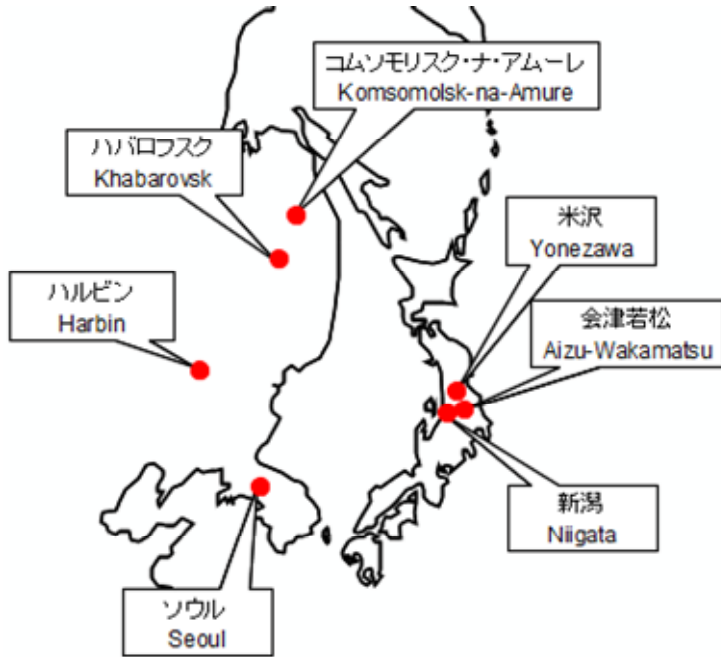 コムソモリスク・ナ・アムーレ
Komsomolsk-na-Amure
ハバロフスク
Khabarovsk
米沢
Yonezawa
ハルビン
Harbin
会津若松
Aizu-Wakamatsu
新潟
Niigata
ソウル
Seoul